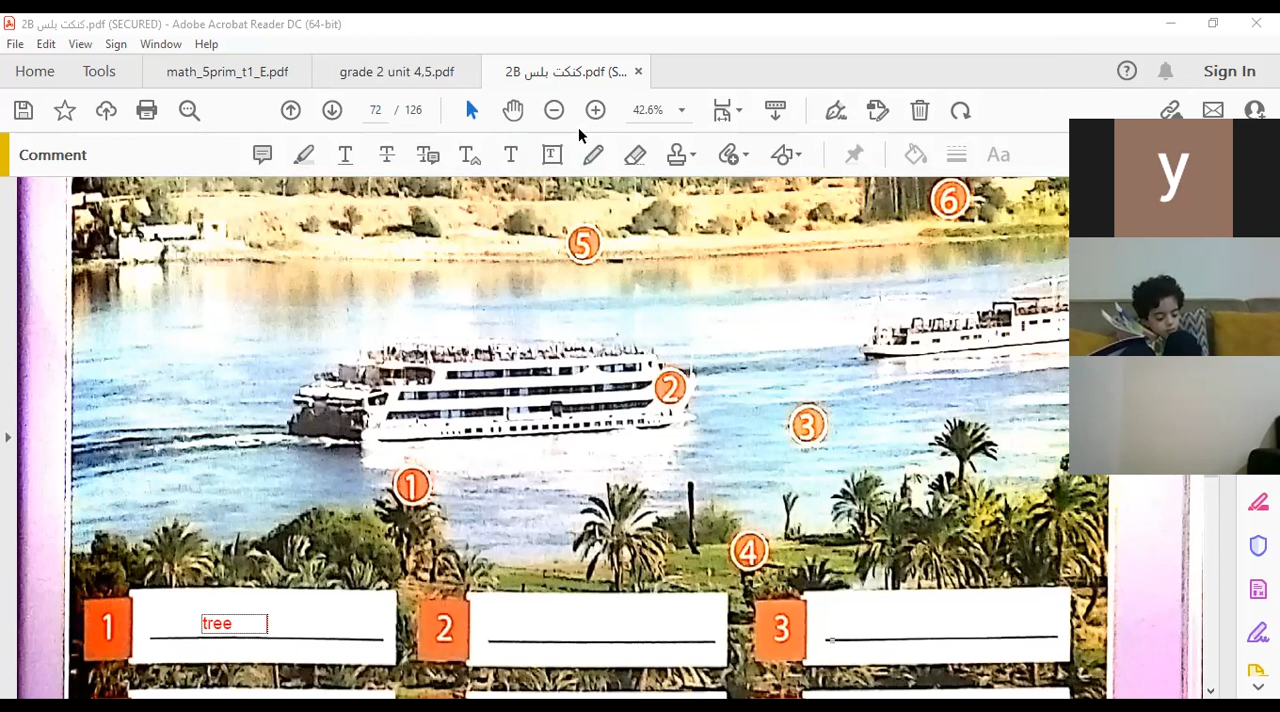 2B كنكت بلس.pdf (SECURED) - Adobe Acrobat Reader DC (64-bit)
File Edit View Sign Window Help
Home Tools math_5prim_t1_E.pdf grade 2 unit 4,5.pdf 2B كنكت بلس.pdf (S... Sign In
72 / 126 42.6%
Comment Aa
y
6
5
2
3
1
4
1 tree 2 3